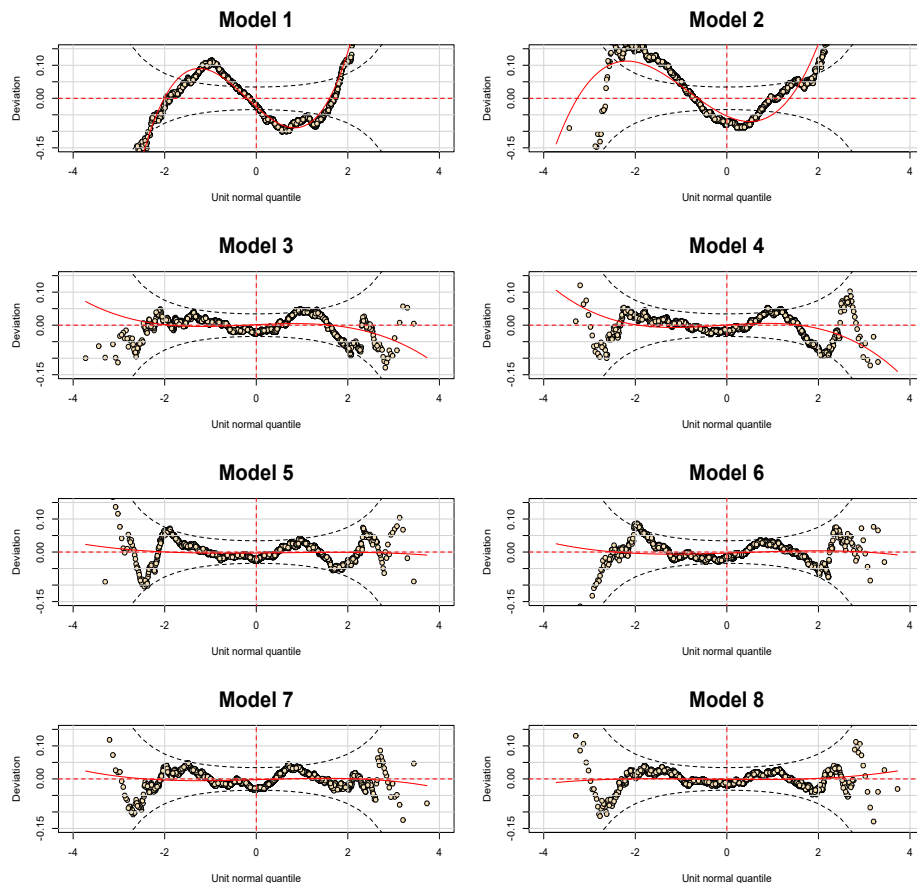 Model 1
Model 2
Deviation
-0.15 0.00 0.10
-4 -2 0 2 4
Unit normal quantile
Deviation
-0.15 0.00 0.10
-4 -2 0 2 4
Unit normal quantile
Model 3
Model 4
Deviation
-0.15 0.00 0.10
-4 -2 0 2 4
Unit normal quantile
Deviation
-0.15 0.00 0.10
-4 -2 0 2 4
Unit normal quantile
Model 5
Model 6
Deviation
-0.15 0.00 0.10
-4 -2 0 2 4
Unit normal quantile
Deviation
-0.15 0.00 0.10
-4 -2 0 2 4
Unit normal quantile
Model 7
Model 8
Deviation
-0.15 0.00 0.10
-4 -2 0 2 4
Unit normal quantile
Deviation
-0.15 0.00 0.10
-4 -2 0 2 4
Unit normal quantile